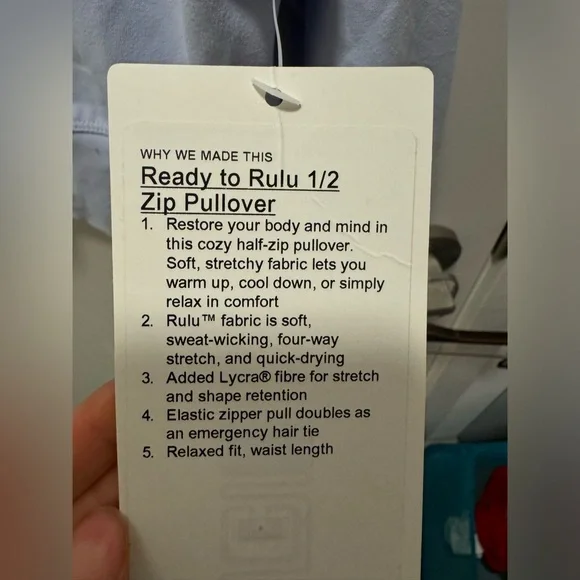 WHY WE MADE THIS
Ready to Rulu 1/2
Zip Pullover
1. Restore your body and mind in
this cozy half-zip pullover.
Soft, stretchy fabric lets you
warm up, cool down, or simply
relax in comfort
2. Rulu™ fabric is soft,
sweat-wicking, four-way
stretch, and quick-drying
3. Added Lycra® fibre for stretch
and shape retention
4. Elastic zipper pull doubles as
an emergency hair tie
5. Relaxed fit, waist length